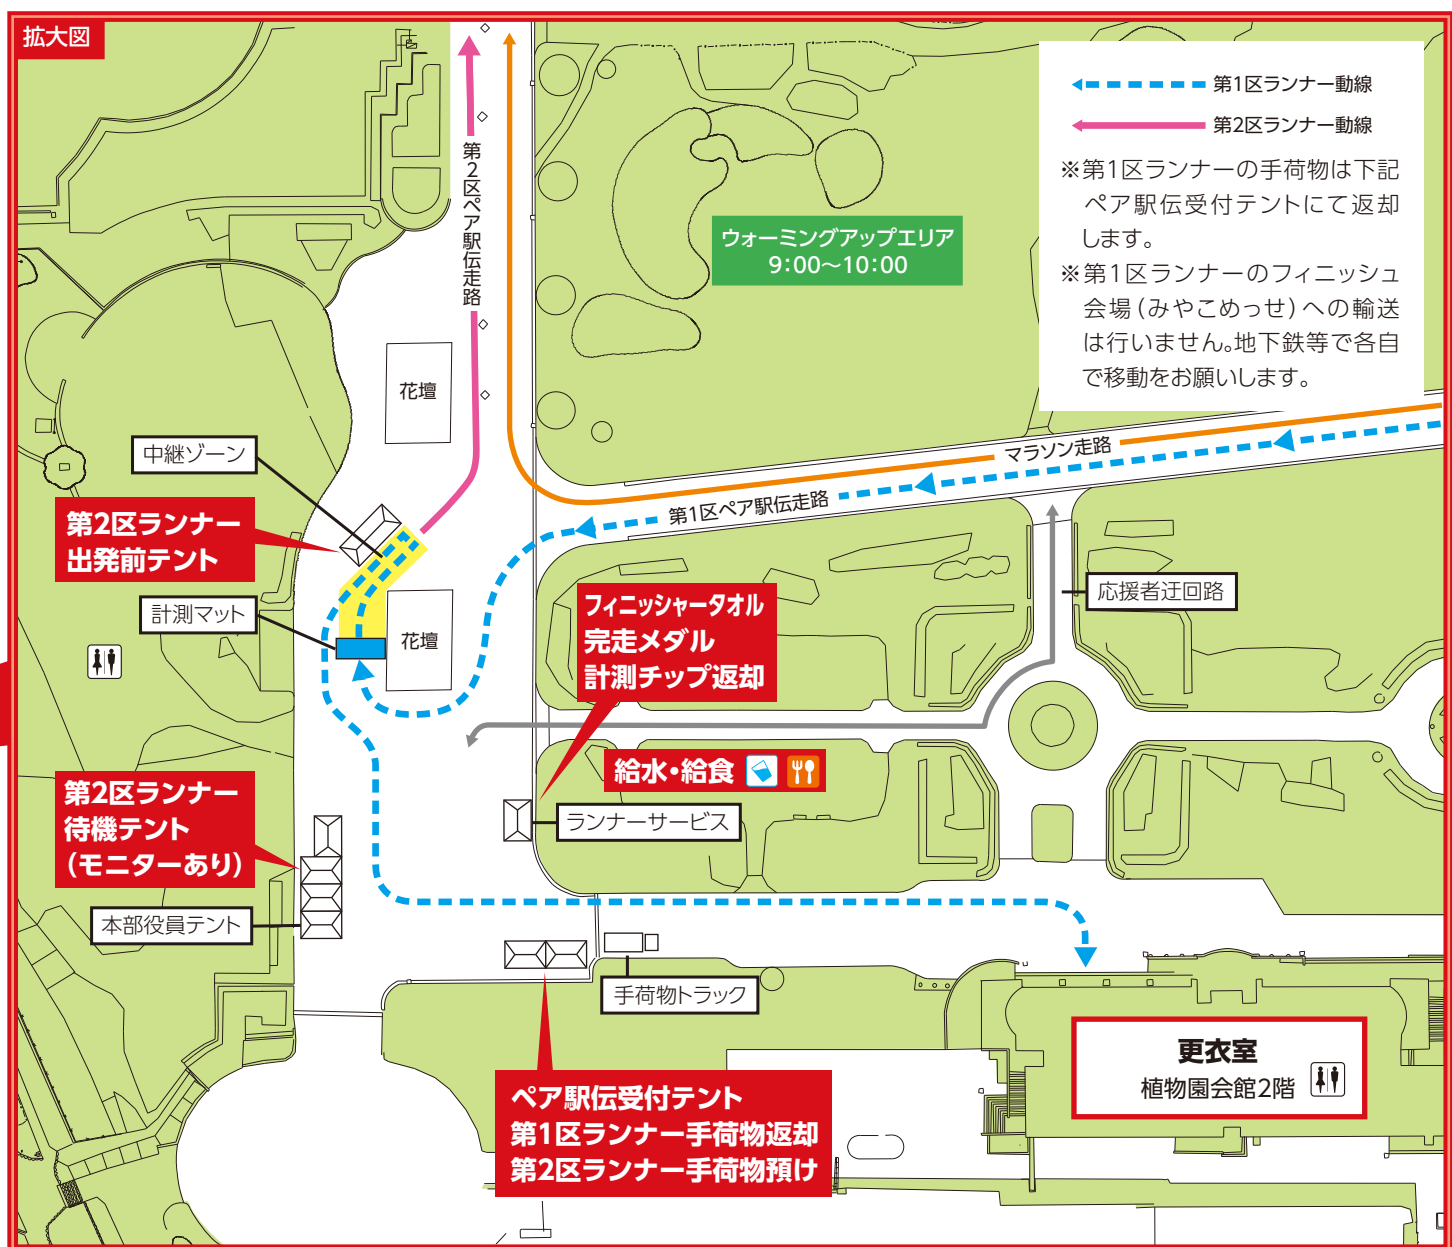 拡大図
第1区ランナー動線
第2区ランナー動線
※第1区ランナーの手荷物は下記
ペア駅伝受付テントにて返却
します。
※第1区ランナーのフィニッシュ
会場(みやこめっせ)への輸送
は行いません。地下鉄等で各自
で移動をお願いします。
第2区ペア駅伝走路
ウォーミングアップエリア
9:00〜10:00
花壇
中継ゾーン
マラソン走路
第1区ペア駅伝走路
第2区ランナー
出発前テント
計測マット
花壇
フィニッシャータオル
完走メダル
計測チップ返却
応援者迂回路
給水・給食
第2区ランナー
待機テント
(モニターあり)
ランナーサービス
本部役員テント
手荷物トラック
ペア駅伝受付テント
第1区ランナー手荷物返却
第2区ランナー手荷物預け
更衣室
植物園会館2階